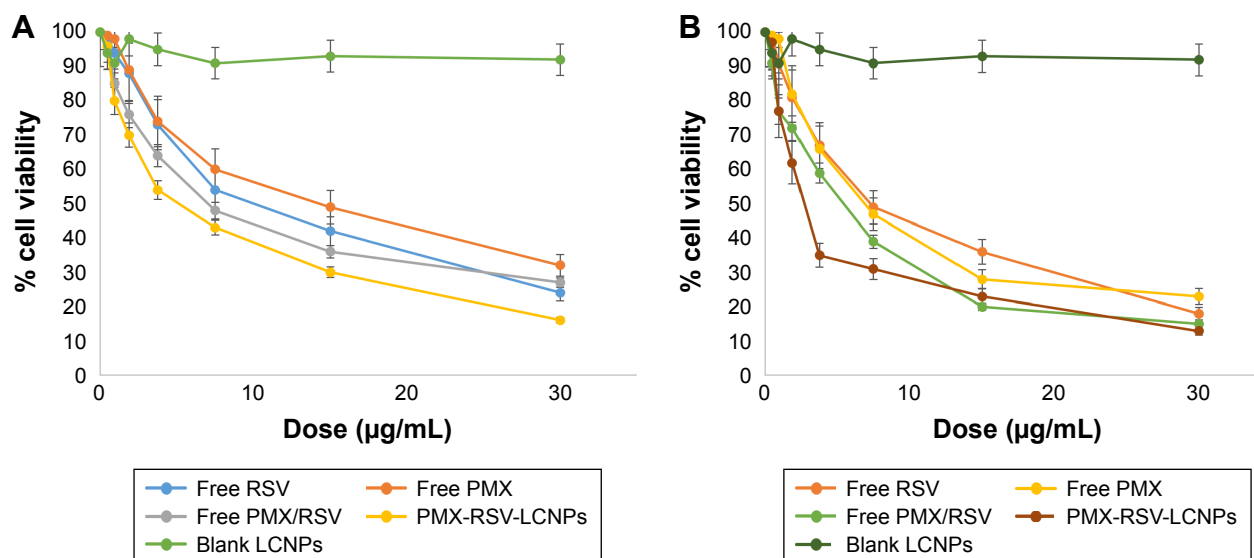 A
% cell viability
100
90
80
70
60
50
40
30
20
10
0
0 10 20 30
Dose (µg/mL)
Free RSV Free PMX
Free PMX/RSV PMX-RSV-LCNPs
Blank LCNPs
B
% cell viability
100
90
80
70
60
50
40
30
20
10
0
0 10 20 30
Dose (µg/mL)
Free RSV Free PMX
Free PMX/RSV PMX-RSV-LCNPs
Blank LCNPs